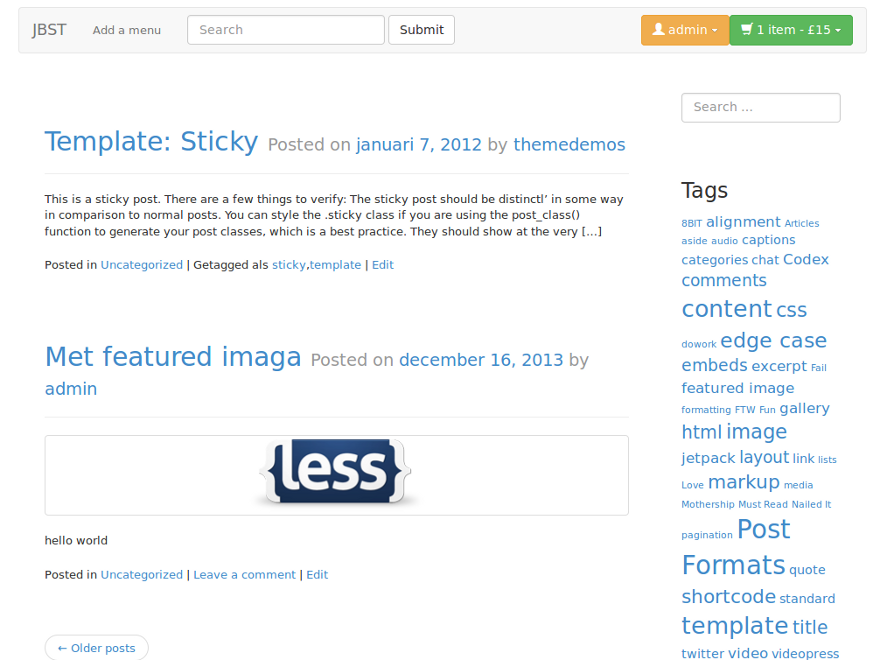 JBST Add a menu Search Submit admin 1 item - £15
Search ...
Template: Sticky Posted on januari 7, 2012 by themedemos
This is a sticky post. There are a few things to verify: The sticky post should be distinctl’ in some way
in comparison to normal posts. You can style the .sticky class if you are using the post_class()
function to generate your post classes, which is a best practice. They should show at the very [...]
Posted in Uncategorized | Getagged als sticky,template | Edit
Met featured imaga Posted on december 16, 2013 by
admin
{less}
hello world
Posted in Uncategorized | Leave a comment | Edit
← Older posts
Tags
8BIT alignment Articles
aside audio captions
categories chat Codex
comments
content css
dowork edge case
embeds excerpt Fail
featured image
formatting FTW Fun gallery
html image
jetpack layout link lists
Love markup media
Mothership Must Read Nailed It
pagination Post
Formats quote
shortcode standard
template title
twitter video videopress